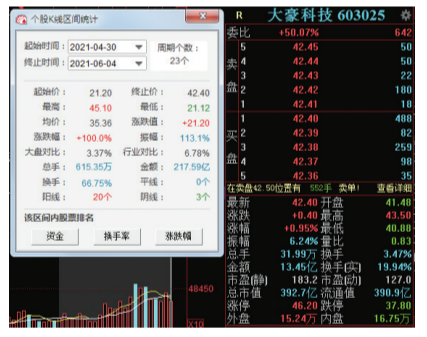 个股K线区间统计
起始时间： 2021-04-30 周期个数：
终止时间： 2021-06-04 23个
起始价： 21.20 终止价： 42.40
最高： 45.10 最低： 21.12
均价： 35.36 涨跌值： +21.20
涨跌幅： +100.0% 振幅： 113.1%
大盘对比： 3.37% 行业对比： 6.78%
总手： 615.35万 金额： 217.59亿
换手： 66.75% 平线： 0个
阳线： 20个 阴线： 3个
该区间内股票排名
资金 换手率 涨跌幅
48450
X10
R 大豪科技 603025
委比 +50.07% 642
卖盘
5 42.45 50
4 42.44 50
3 42.43 22
2 42.42 180
1 42.41 18
买盘
1 42.40 488
2 42.39 82
3 42.38 259
4 42.37 98
5 42.36 35
在卖盘42.50位置有 552手 卖单! 查看详细
最新 42.40 开盘 41.48
涨跌 +0.40 最高 43.50
涨幅 +0.95% 最低 40.88
振幅 6.24% 量比 0.83
总手 31.99万 换手 3.47%
金额 13.45亿 换手(实) 19.94%
市盈(静) 183.2 市盈(动) 127.0
总市值 392.7亿 流通值 390.9亿
涨停 46.20 跌停 37.80
外盘 15.24万 内盘 16.75万